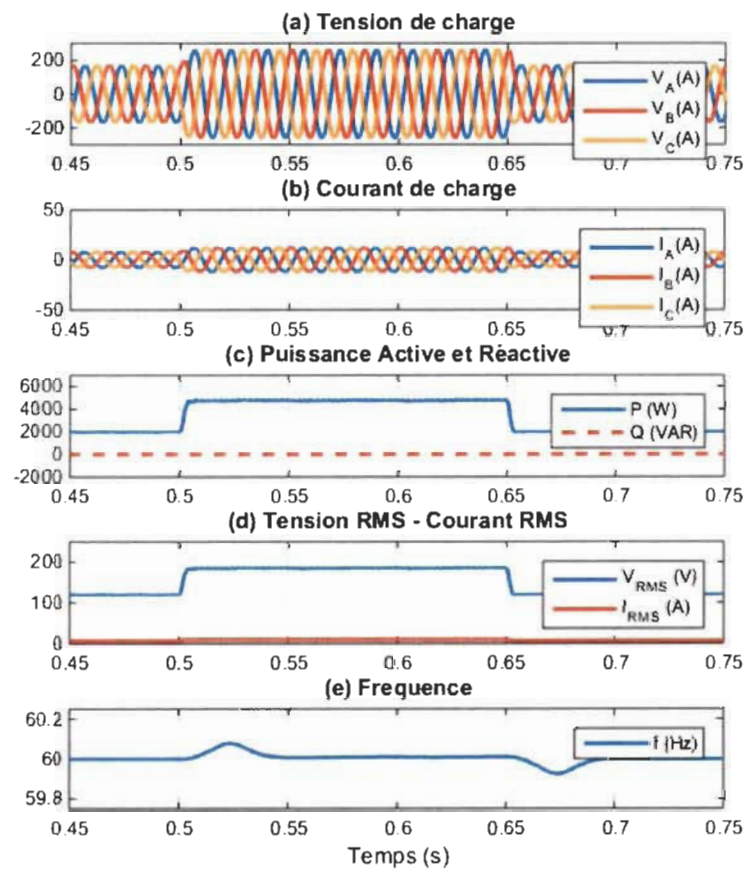 (a) Tension de charge
200
0
-200
V_A(A)
V_B(A)
V_C(A)
0.45 0.5 0.55 0.6 0.65 0.7 0.75
(b) Courant de charge
50
0
-50
I_A(A)
I_B(A)
I_C(A)
0.45 0.5 0.55 0.6 0.65 0.7 0.75
(c) Puissance Active et Réactive
6000
4000
2000
0
-2000
P (W)
Q (VAR)
0.45 0.5 0.55 0.6 0.65 0.7 0.75
(d) Tension RMS - Courant RMS
200
100
0
V_RMS (V)
I_RMS (A)
0.45 0.5 0.55 0.6 0.65 0.7 0.75
(e) Frequence
60.2
60
59.8
f (Hz)
0.45 0.5 0.55 0.6 0.65 0.7 0.75
Temps (s)